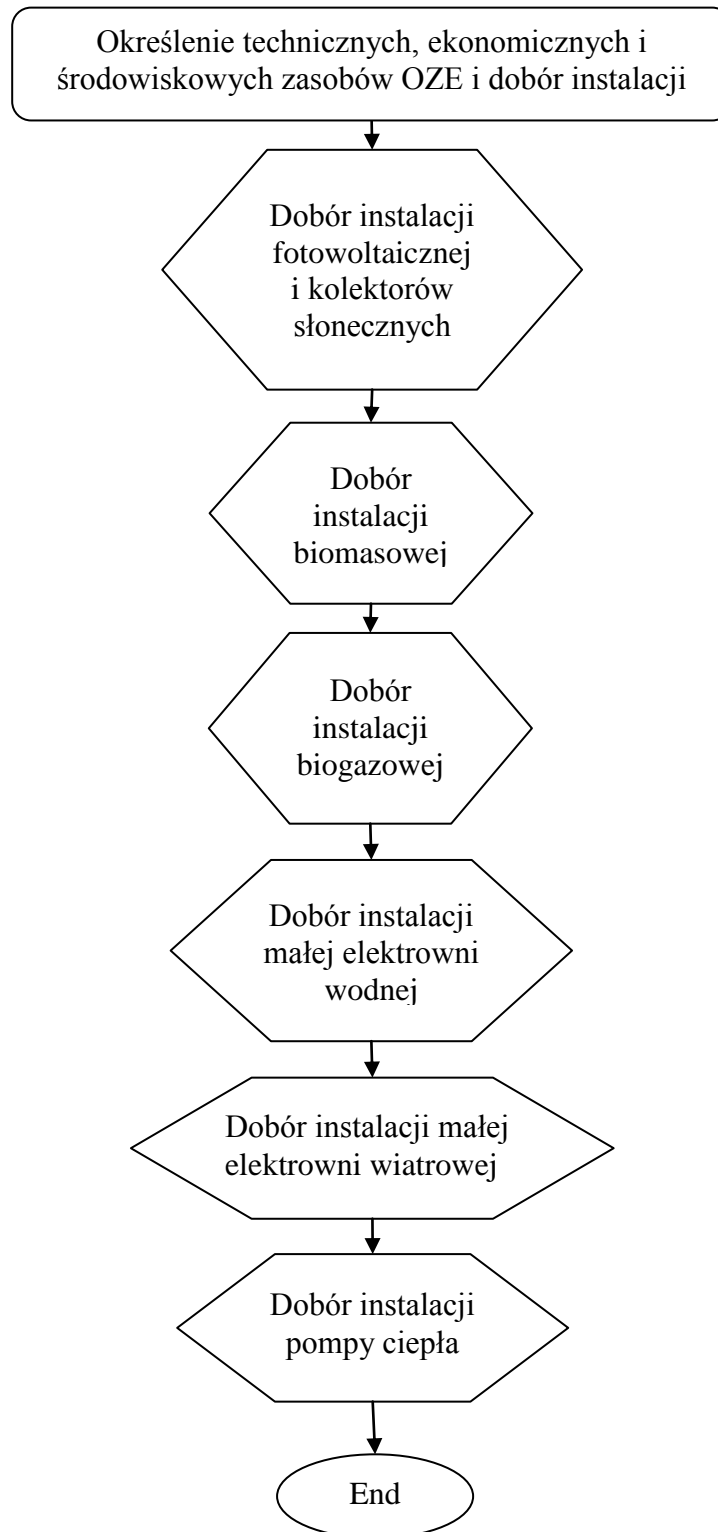 Określenie technicznych, ekonomicznych i
środowiskowych zasobów OZE i dobór instalacji
Dobór instalacji
fotowoltaicznej
i kolektorów
słonecznych
Dobór
instalacji
biomasowej
Dobór
instalacji
biogazowej
Dobór instalacji
małej elektrowni
wodnej
Dobór instalacji małej
elektrowni wiatrowej
Dobór instalacji
pompy ciepła
End